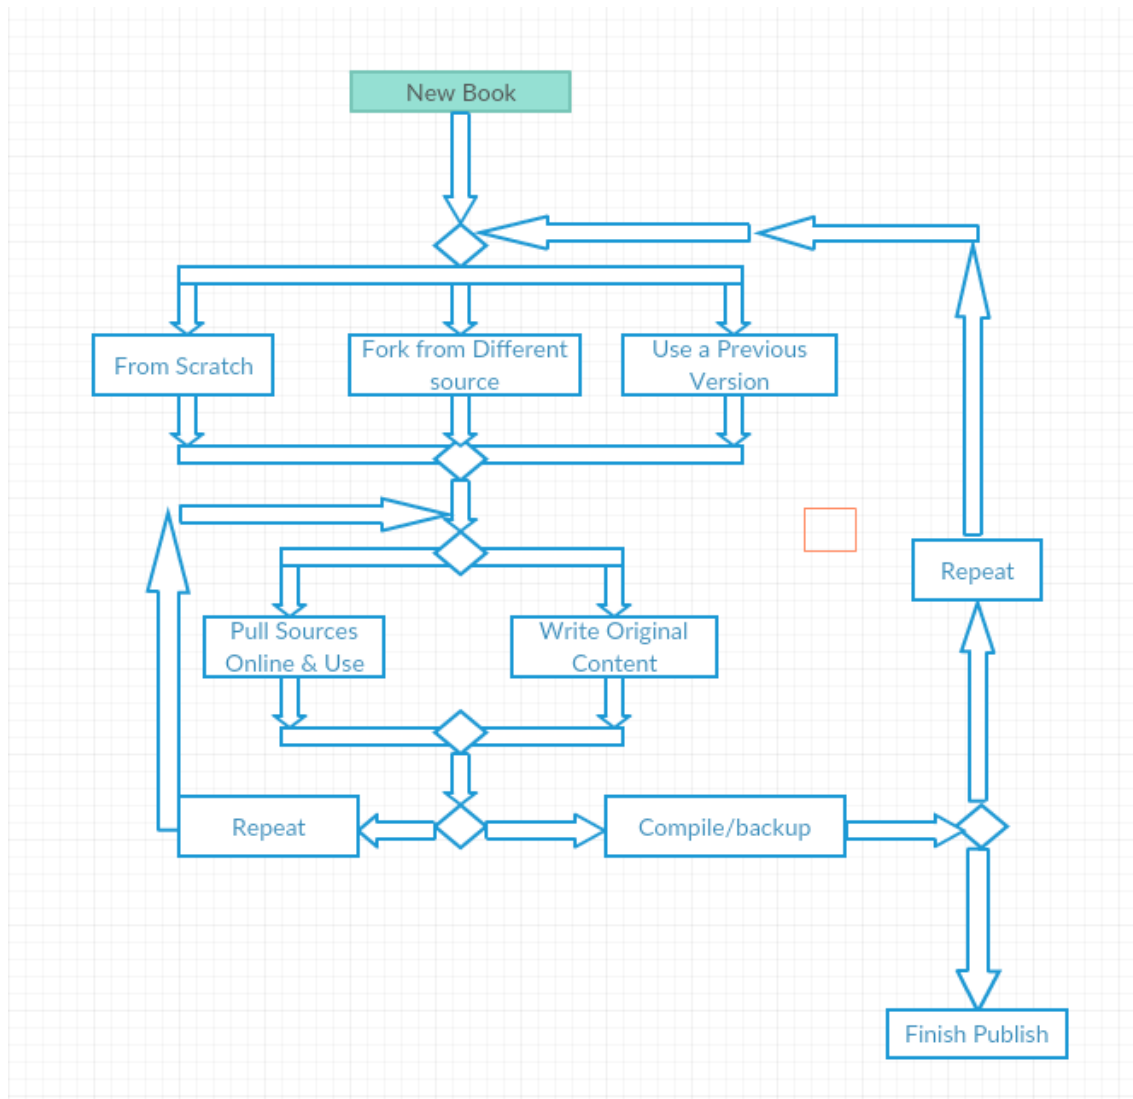 New Book
From Scratch
Fork from Different
source
Use a Previous
Version
Pull Sources
Online & Use
Write Original
Content
Repeat
Repeat
Compile/backup
Finish Publish